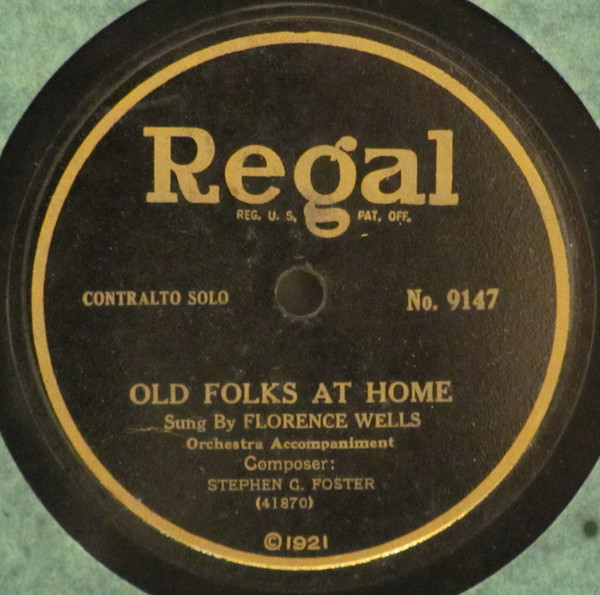 Regal
REG. U. S. PAT. OFF.
CONTRALTO SOLO No. 9147
OLD FOLKS AT HOME
Sung By FLORENCE WELLS
Orchestra Accompaniment
Composer:
STEPHEN C. FOSTER
(41870)
©1921